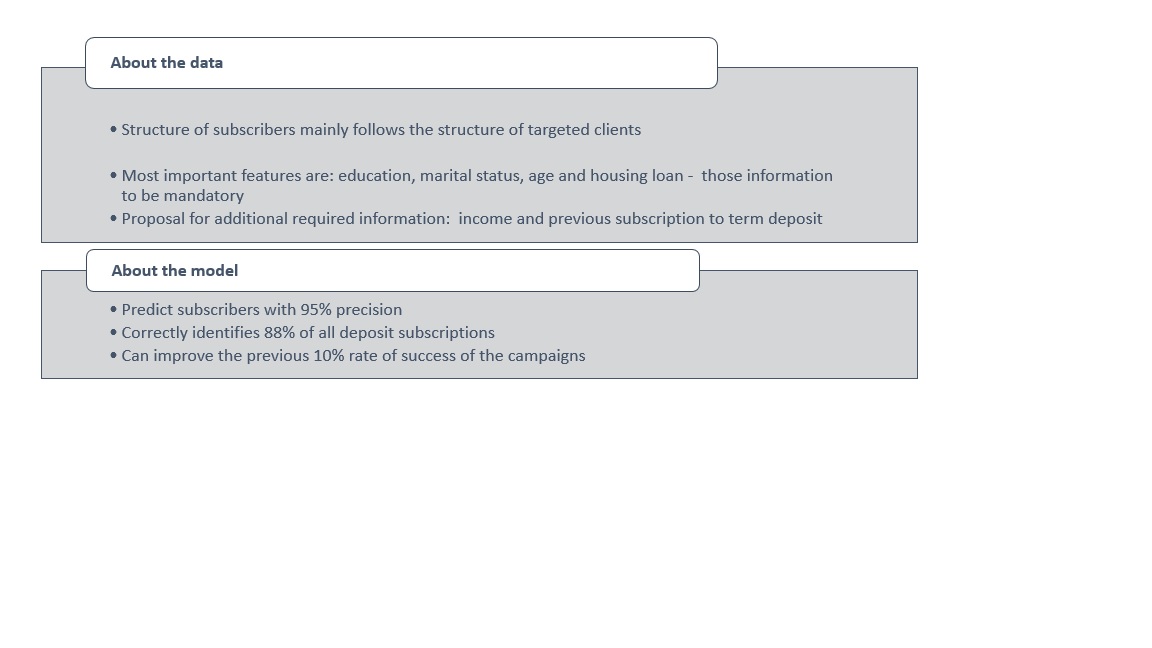 About the data
• Structure of subscribers mainly follows the structure of targeted clients
• Most important features are: education, marital status, age and housing loan -  those information
to be mandatory
• Proposal for additional required information:  income and previous subscription to term deposit
About the model
• Predict subscribers with 95% precision
• Correctly identifies 88% of all deposit subscriptions
• Can improve the previous 10% rate of success of the campaigns